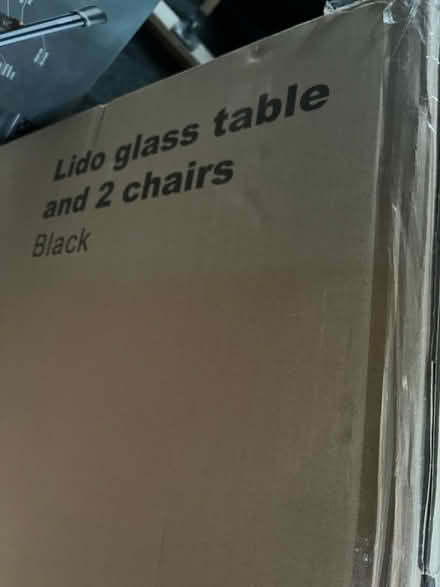 Lido glass table
and 2 chairs
Black